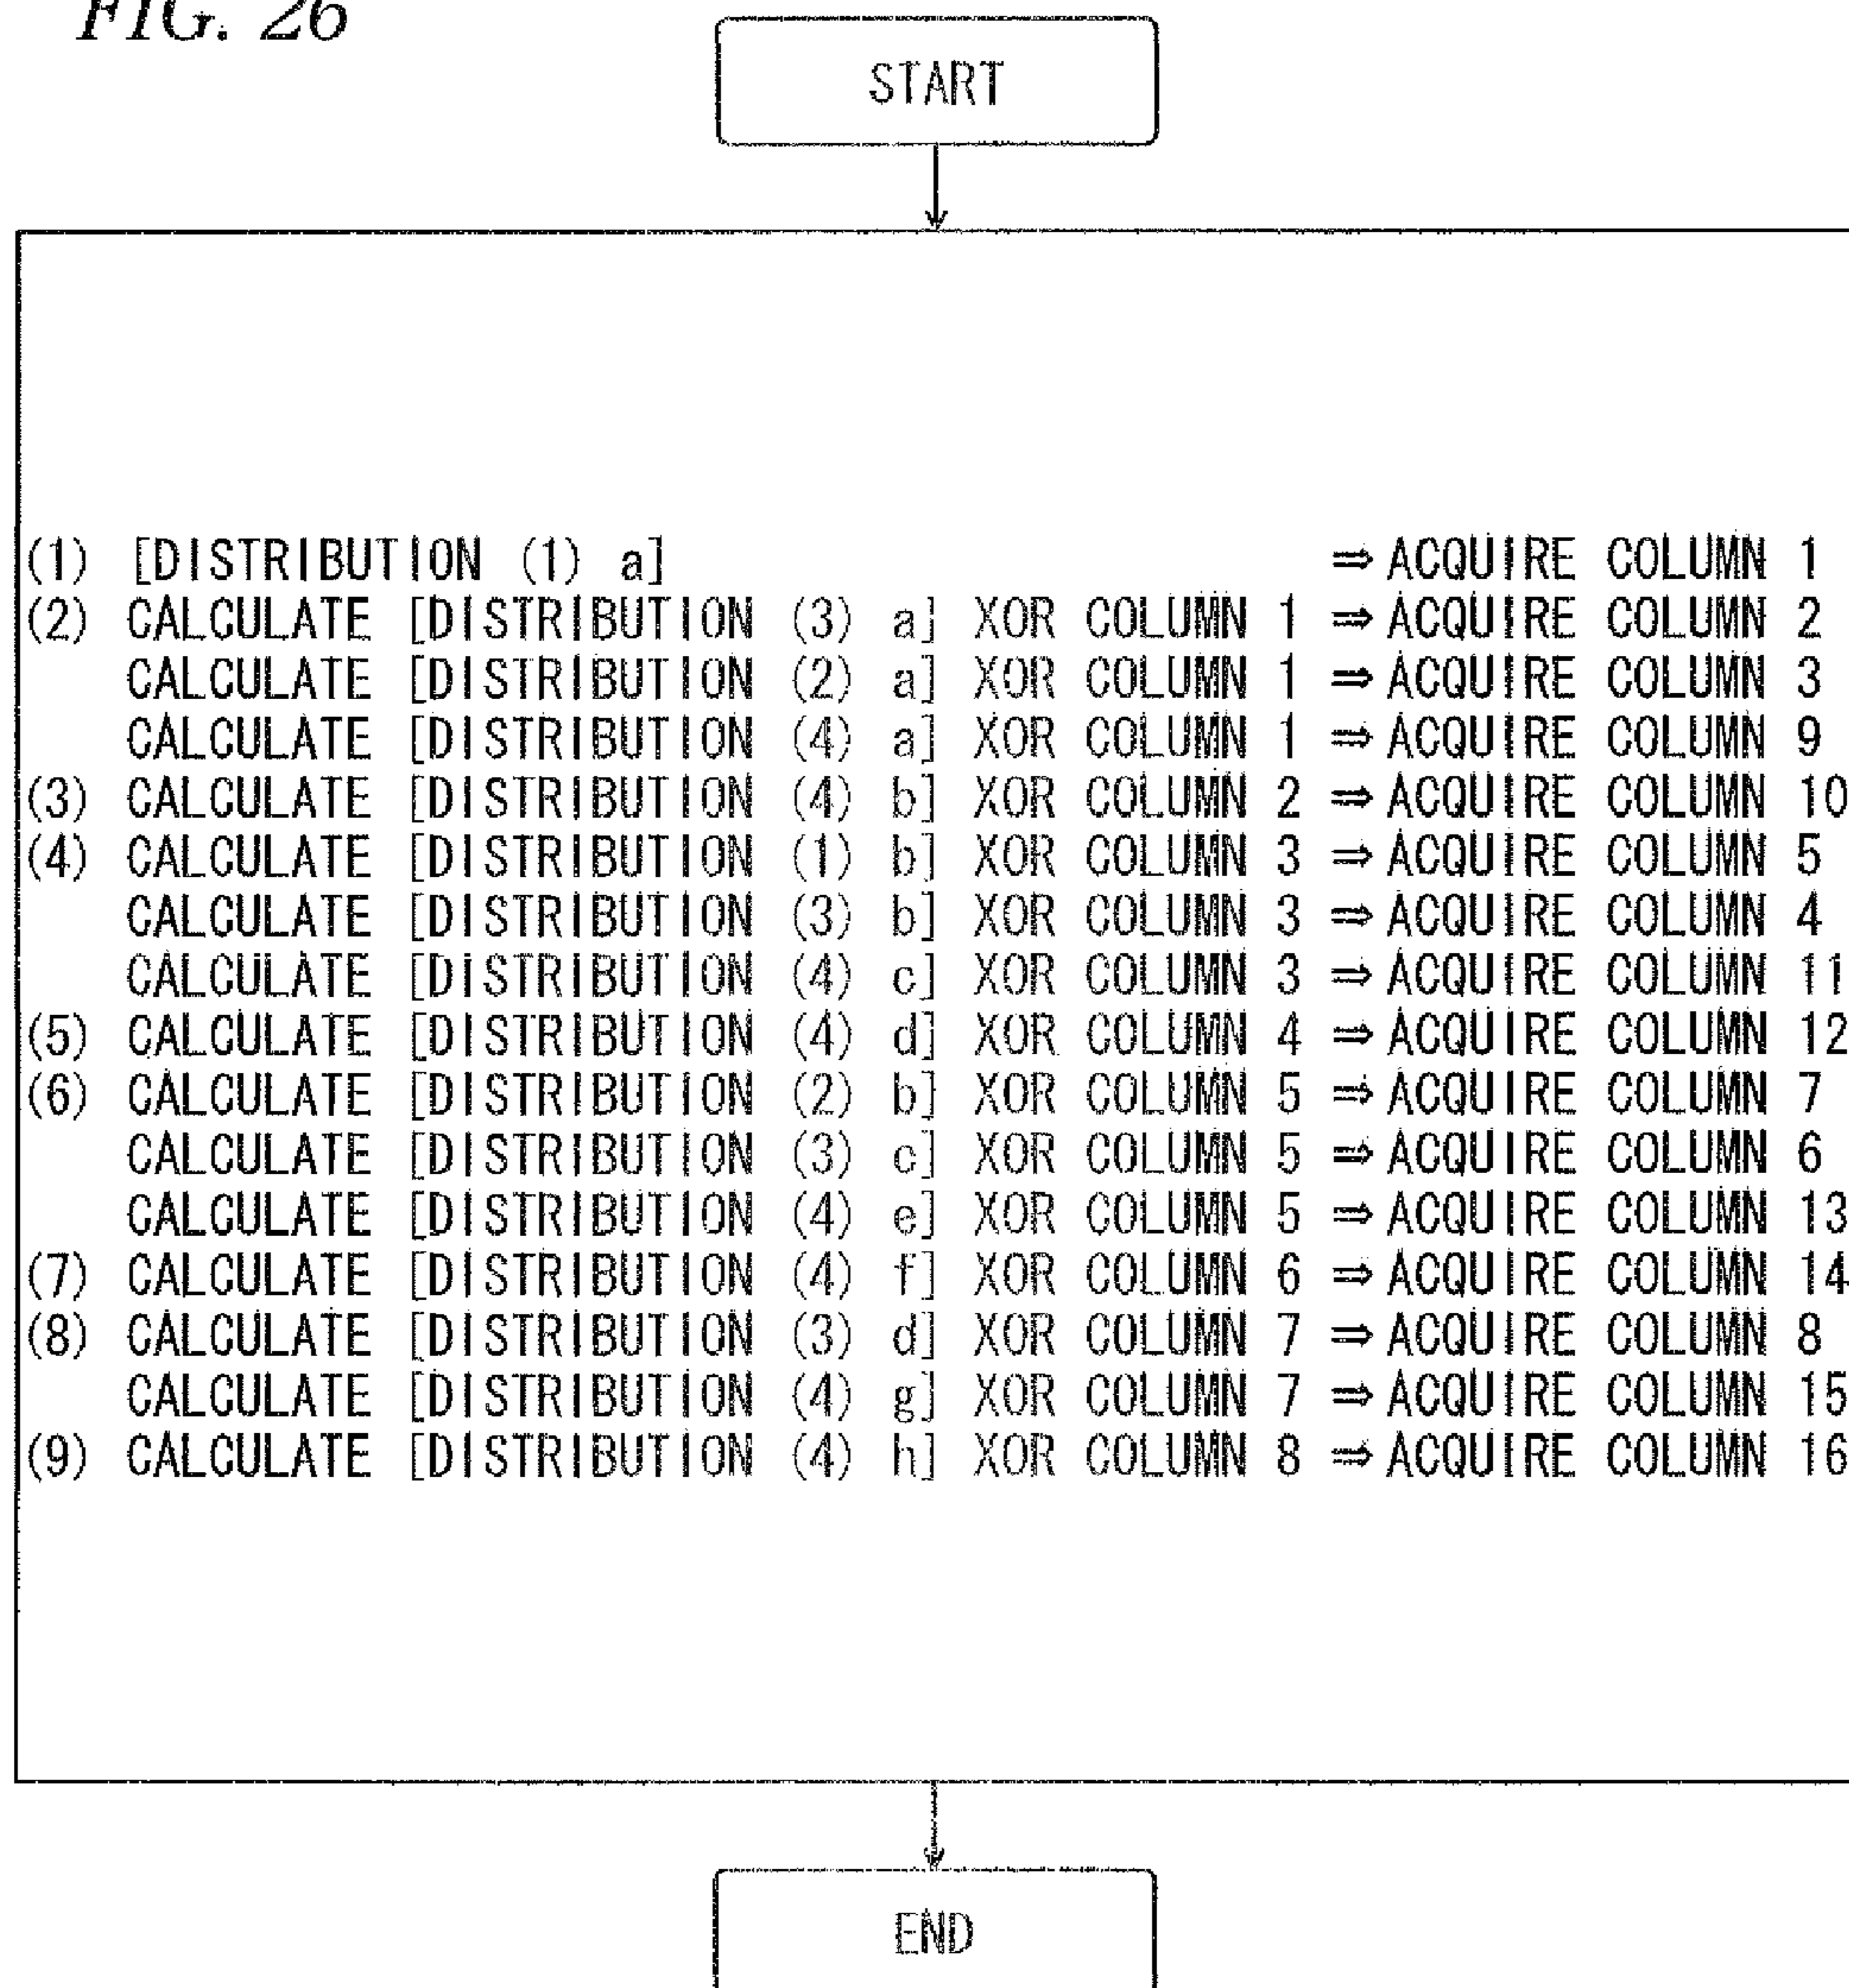 FIG. 26
START
(1) [DISTRIBUTION (1) a] ⇒ ACQUIRE COLUMN 1
(2) CALCULATE [DISTRIBUTION (3) a] XOR COLUMN 1 ⇒ ACQUIRE COLUMN 2
CALCULATE [DISTRIBUTION (2) a] XOR COLUMN 1 ⇒ ACQUIRE COLUMN 3
CALCULATE [DISTRIBUTION (4) a] XOR COLUMN 1 ⇒ ACQUIRE COLUMN 9
(3) CALCULATE [DISTRIBUTION (4) b] XOR COLUMN 2 ⇒ ACQUIRE COLUMN 10
(4) CALCULATE [DISTRIBUTION (1) b] XOR COLUMN 3 ⇒ ACQUIRE COLUMN 5
CALCULATE [DISTRIBUTION (3) b] XOR COLUMN 3 ⇒ ACQUIRE COLUMN 4
CALCULATE [DISTRIBUTION (4) c] XOR COLUMN 3 ⇒ ACQUIRE COLUMN 11
(5) CALCULATE [DISTRIBUTION (4) d] XOR COLUMN 4 ⇒ ACQUIRE COLUMN 12
(6) CALCULATE [DISTRIBUTION (2) b] XOR COLUMN 5 ⇒ ACQUIRE COLUMN 7
CALCULATE [DISTRIBUTION (3) c] XOR COLUMN 5 ⇒ ACQUIRE COLUMN 6
CALCULATE [DISTRIBUTION (4) e] XOR COLUMN 5 ⇒ ACQUIRE COLUMN 13
(7) CALCULATE [DISTRIBUTION (4) f] XOR COLUMN 6 ⇒ ACQUIRE COLUMN 14
(8) CALCULATE [DISTRIBUTION (3) d] XOR COLUMN 7 ⇒ ACQUIRE COLUMN 8
CALCULATE [DISTRIBUTION (4) g] XOR COLUMN 7 ⇒ ACQUIRE COLUMN 15
(9) CALCULATE [DISTRIBUTION (4) h] XOR COLUMN 8 ⇒ ACQUIRE COLUMN 16
END